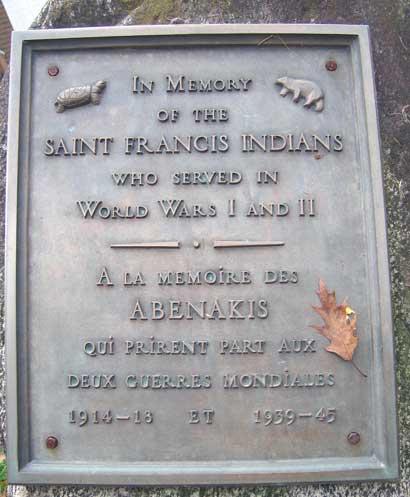 In Memory
of the
Saint Francis Indians
who served in
World Wars I and II
A la memoire des
Abenakis
qui prirent part aux
deux guerres mondiales
1914–18 et 1939–45